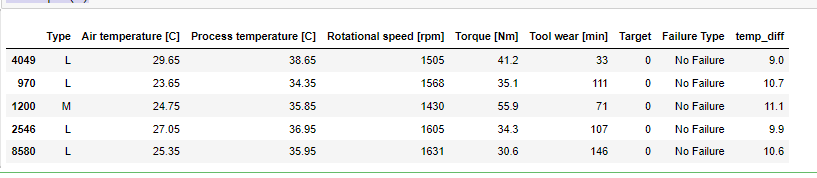 Type Air temperature [C] Process temperature [C] Rotational speed [rpm] Torque [Nm] Tool wear [min] Target Failure Type temp_diff
4049 L 29.65 38.65 1505 41.2 33 0 No Failure 9.0
970 L 23.65 34.35 1568 35.1 111 0 No Failure 10.7
1200 M 24.75 35.85 1430 55.9 71 0 No Failure 11.1
2546 L 27.05 36.95 1605 34.3 107 0 No Failure 9.9
8580 L 25.35 35.95 1631 30.6 146 0 No Failure 10.6